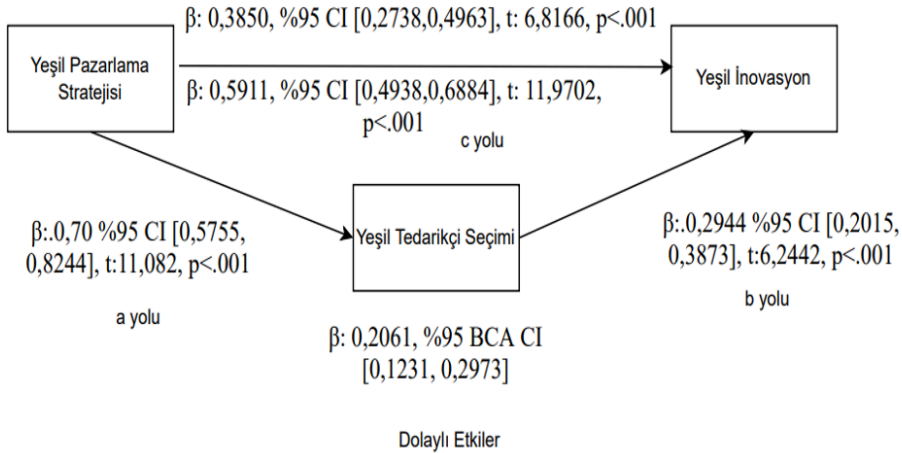 β: 0,3850, %95 CI [0,2738,0,4963], t: 6,8166, p<.001
Yeşil Pazarlama
Stratejisi
Yeşil İnovasyon
β: 0,5911, %95 CI [0,4938,0,6884], t: 11,9702,
p<.001
c yolu
Yeşil Tedarikçi Seçimi
β:.0,70 %95 CI [0,5755,
0,8244], t:11,082, p<.001
a yolu
β:.0,2944 %95 CI [0,2015,
0,3873], t:6,2442, p<.001
b yolu
β: 0,2061, %95 BCA CI
[0,1231, 0,2973]
Dolaylı Etkiler